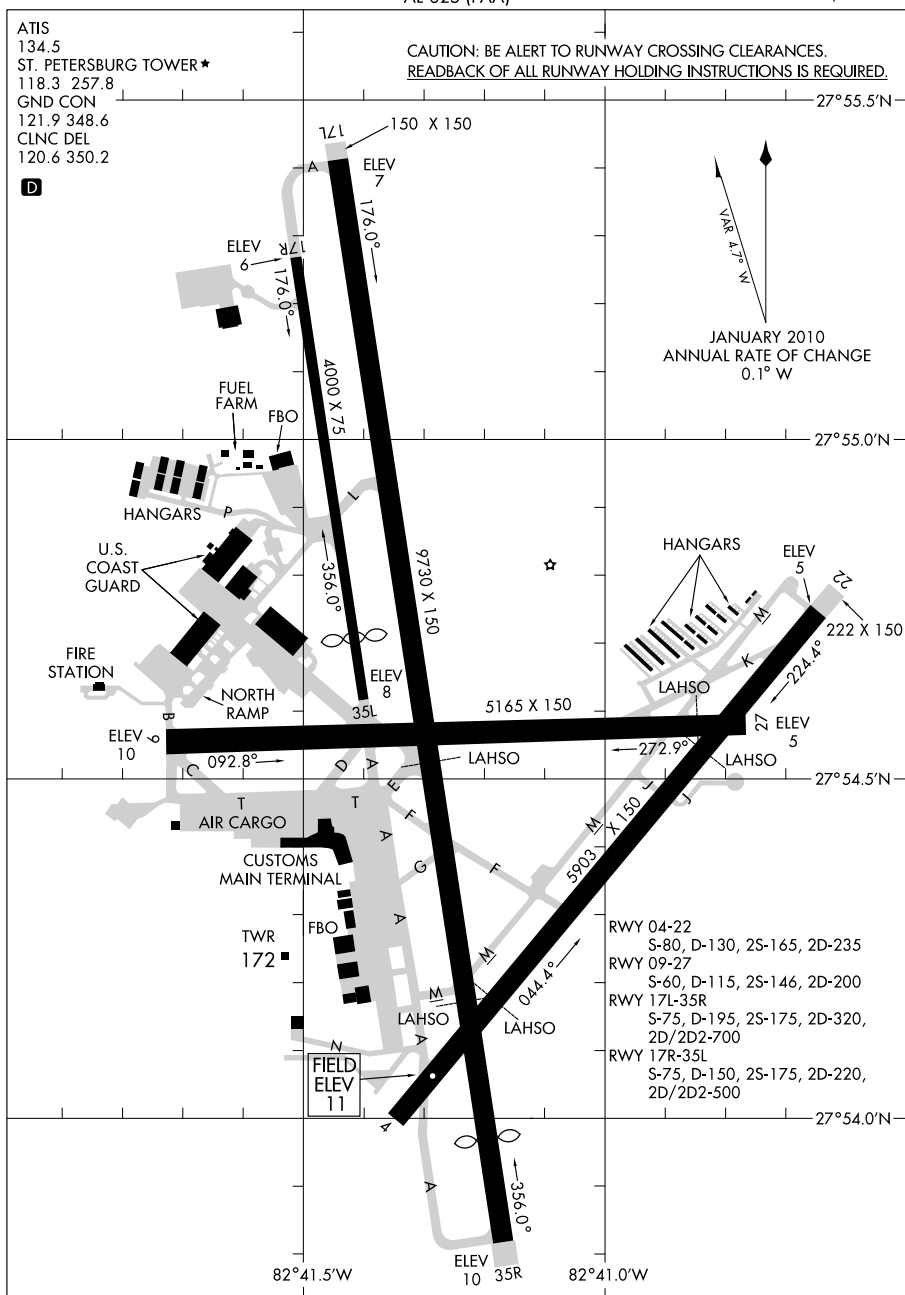 AL-625 (FAA)
ATIS
134.5
ST. PETERSBURG TOWER★
118.3 257.8
GND CON
121.9 348.6
CLNC DEL
120.6 350.2
D
CAUTION: BE ALERT TO RUNWAY CROSSING CLEARANCES.
READBACK OF ALL RUNWAY HOLDING INSTRUCTIONS IS REQUIRED.
27°55.5'N
17L
150 X 150
A
ELEV
7
176.0°
VAR 4.7° W
JANUARY 2010
ANNUAL RATE OF CHANGE
0.1° W
ELEV
6
17R
176.0°
4000 X 75
FUEL
FARM
FBO
27°55.0'N
HANGARS
P
L
U.S.
COAST
GUARD
356.0°
9730 X 150
HANGARS
ELEV
5
22
222 X 150
M
K
224.4°
FIRE
STATION
NORTH
RAMP
ELEV
8
35L
5165 X 150
LAHSO
B
9
ELEV
10
092.8°
272.9°
27
ELEV
5
LAHSO
LAHSO
27°54.5'N
C
D
A
E
T
T
F
AIR CARGO
J
J
M
5903 X 150
CUSTOMS
MAIN TERMINAL
A
G
F
FBO
A
TWR
172
M
044.4°
M
LAHSO
LAHSO
A
N
FIELD
ELEV
11
RWY 04-22
S-80, D-130, 2S-165, 2D-235
RWY 09-27
S-60, D-115, 2S-146, 2D-200
RWY 17L-35R
S-75, D-195, 2S-175, 2D-320,
2D/2D2-700
RWY 17R-35L
S-75, D-150, 2S-175, 2D-220,
2D/2D2-500
4
27°54.0'N
A
356.0°
ELEV
10
35R
82°41.5'W
82°41.0'W